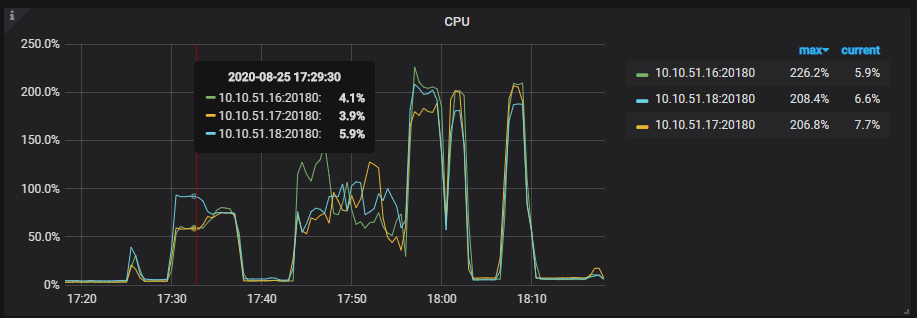 i
CPU
250.0%
200.0%
150.0%
100.0%
50.0%
0%
2020-08-25 17:29:30
10.10.51.16:20180: 4.1%
10.10.51.17:20180: 3.9%
10.10.51.18:20180: 5.9%
17:20 17:30 17:40 17:50 18:00 18:10
max current
10.10.51.16:20180 226.2% 5.9%
10.10.51.18:20180 208.4% 6.6%
10.10.51.17:20180 206.8% 7.7%